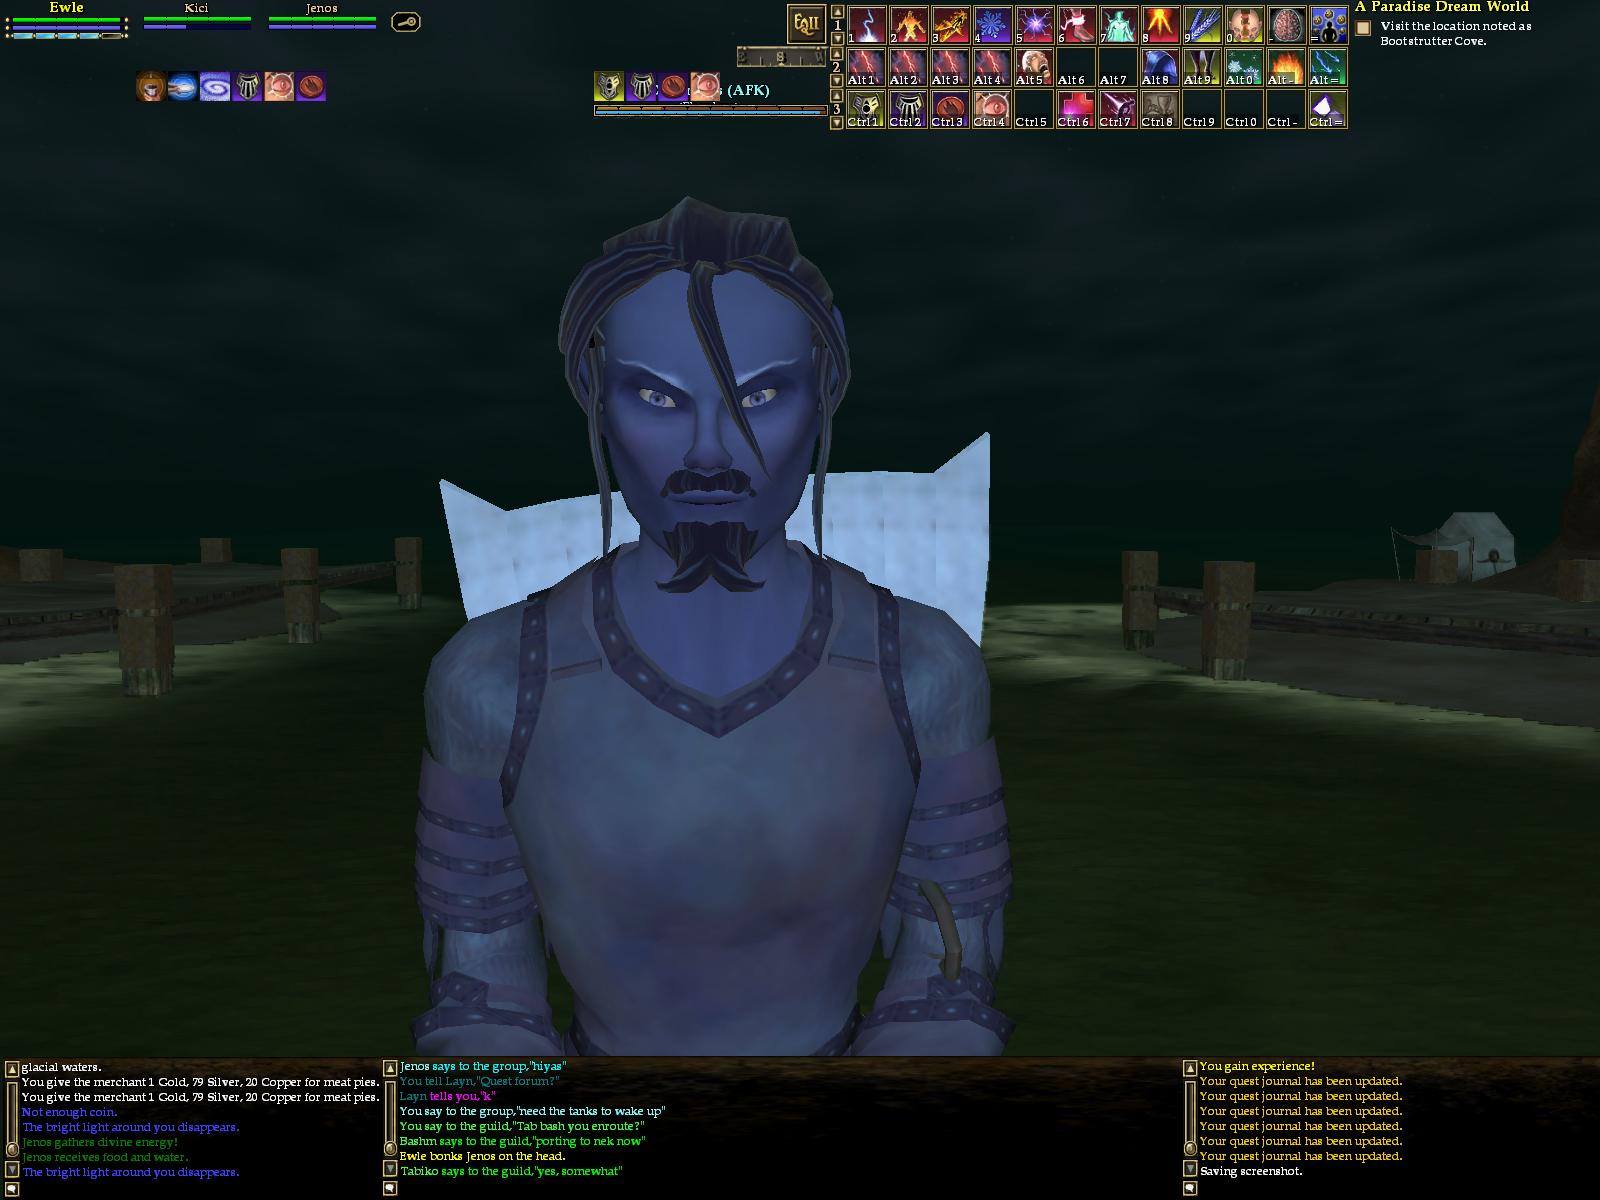 Ewle
Kici
Jenos
EQII
A Paradise Dream World
Visit the location noted as
Bootstrutter Cove.
1
1 2 3 4 5 6 7 8 9 0 - =
2
Alt1 Alt2 Alt3 Alt4 Alt5 Alt6 Alt7 Alt8 Alt9 Alt0 Alt- Alt=
3
Ctrl1 Ctrl2 Ctrl3 Ctrl4 Ctrl5 Ctrl6 Ctrl7 Ctrl8 Ctrl9 Ctrl0 Ctrl- Ctrl=
S W
(AFK)
glacial waters.
You give the merchant 1 Gold, 79 Silver, 20 Copper for meat pies.
You give the merchant 1 Gold, 79 Silver, 20 Copper for meat pies.
Not enough coin.
The bright light around you disappears.
Jenos gathers divine energy!
Jenos receives food and water.
The bright light around you disappears.
Jenos says to the group,"hiyas"
You tell Layn,"Quest forum?"
Layn tells you,"k"
You say to the group,"need the tanks to wake up"
You say to the guild,"Tab bash you enroute?"
Bashm says to the guild,"porting to nek now"
Ewle bonks Jenos on the head.
Tabiko says to the guild,"yes, somewhat"
You gain experience!
Your quest journal has been updated.
Your quest journal has been updated.
Your quest journal has been updated.
Your quest journal has been updated.
Your quest journal has been updated.
Your quest journal has been updated.
Saving screenshot.